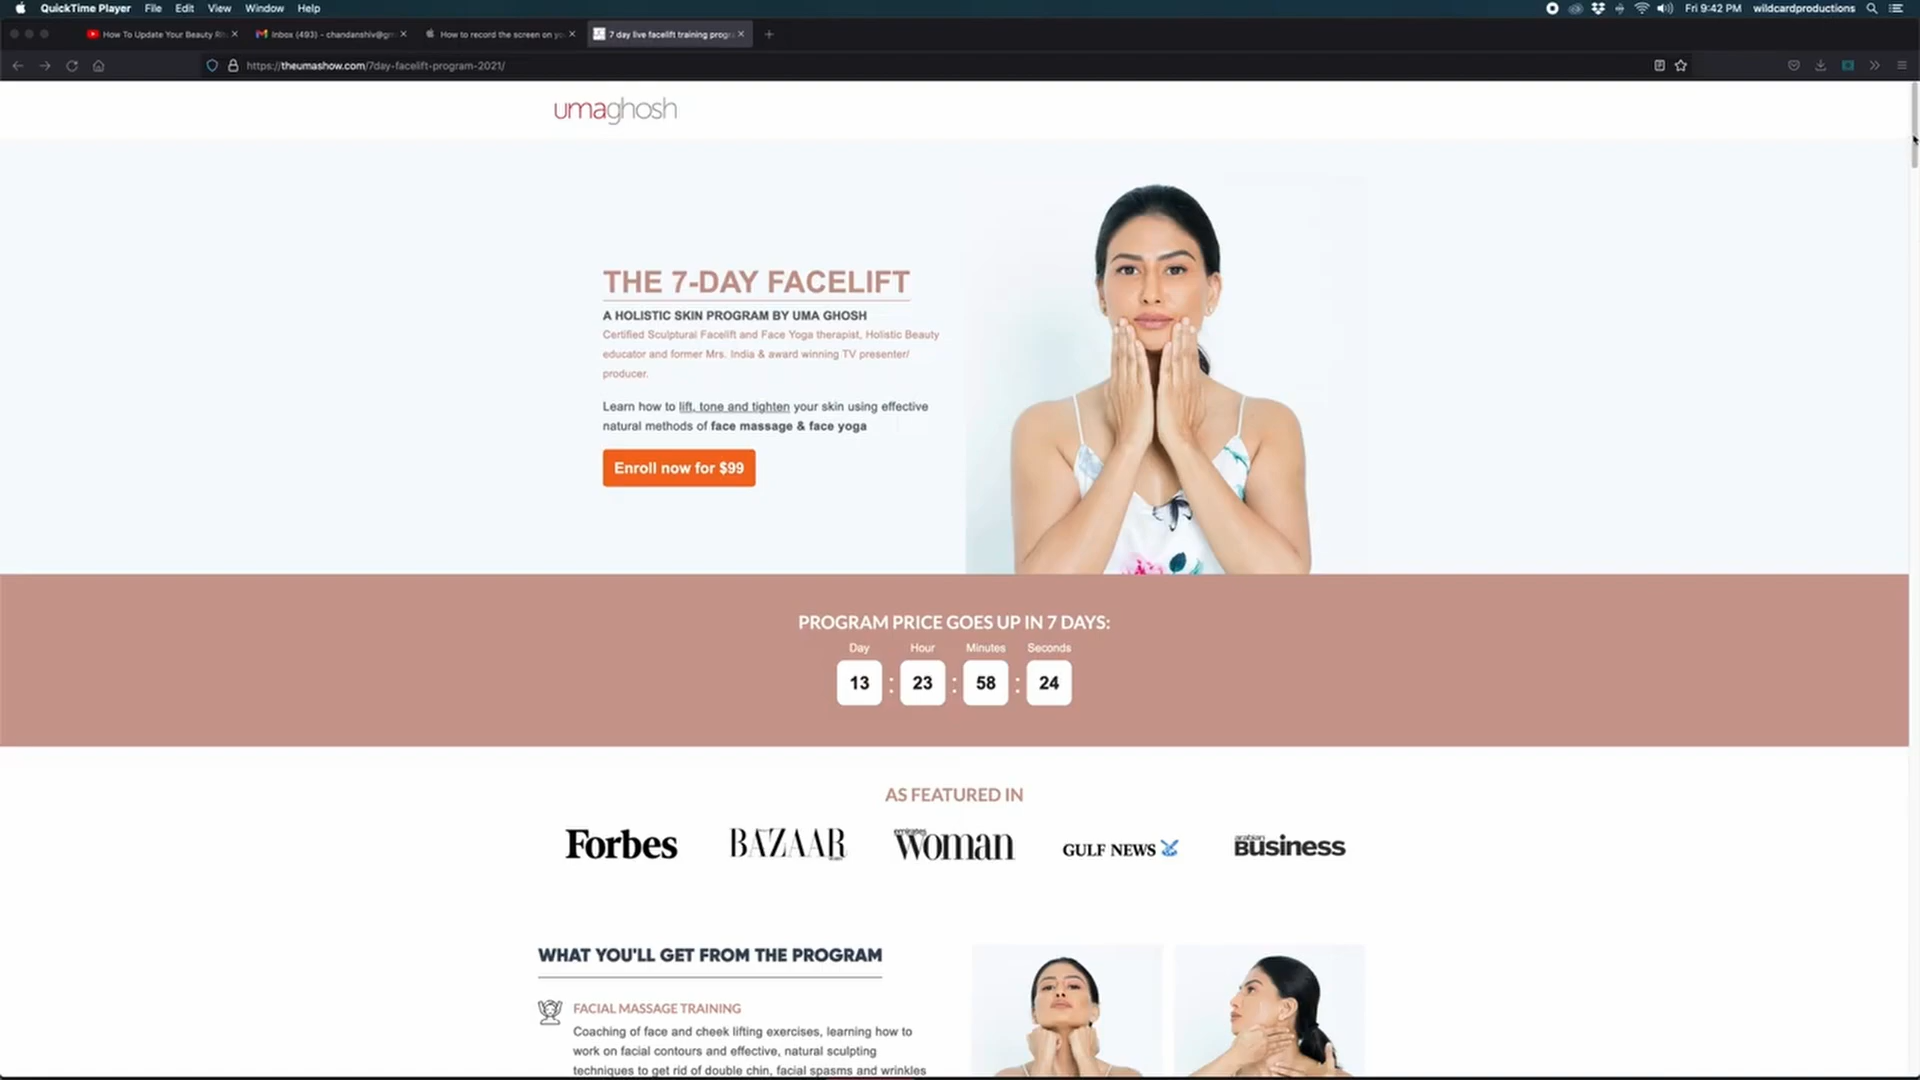 QuickTime Player File Edit View Window Help
Fri 9:42 PM wildcardproductions
How To Update Your Beauty
Inbox (493) – chandanshiv@gm
How to record the screen on yo
7 day live facelift training progra
https://theumashow.com/7day-facelift-program-2021/
umaghosh
THE 7-DAY FACELIFT
A HOLISTIC SKIN PROGRAM BY UMA GHOSH
Certified Sculptural Facelift and Face Yoga therapist, Holistic Beauty
educator and former Mrs. India & award winning TV presenter/
producer.
Learn how to lift, tone and tighten your skin using effective
natural methods of face massage & face yoga
Enroll now for $99
PROGRAM PRICE GOES UP IN 7 DAYS:
Day Hour Minutes Seconds
13 : 23 : 58 : 24
AS FEATURED IN
Forbes
BAZAAR
emirates
woman
GULF NEWS
arabian
Business
WHAT YOU'LL GET FROM THE PROGRAM
FACIAL MASSAGE TRAINING
Coaching of face and cheek lifting exercises, learning how to
work on facial contours and effective, natural sculpting
techniques to get rid of double chin, facial spasms and wrinkles